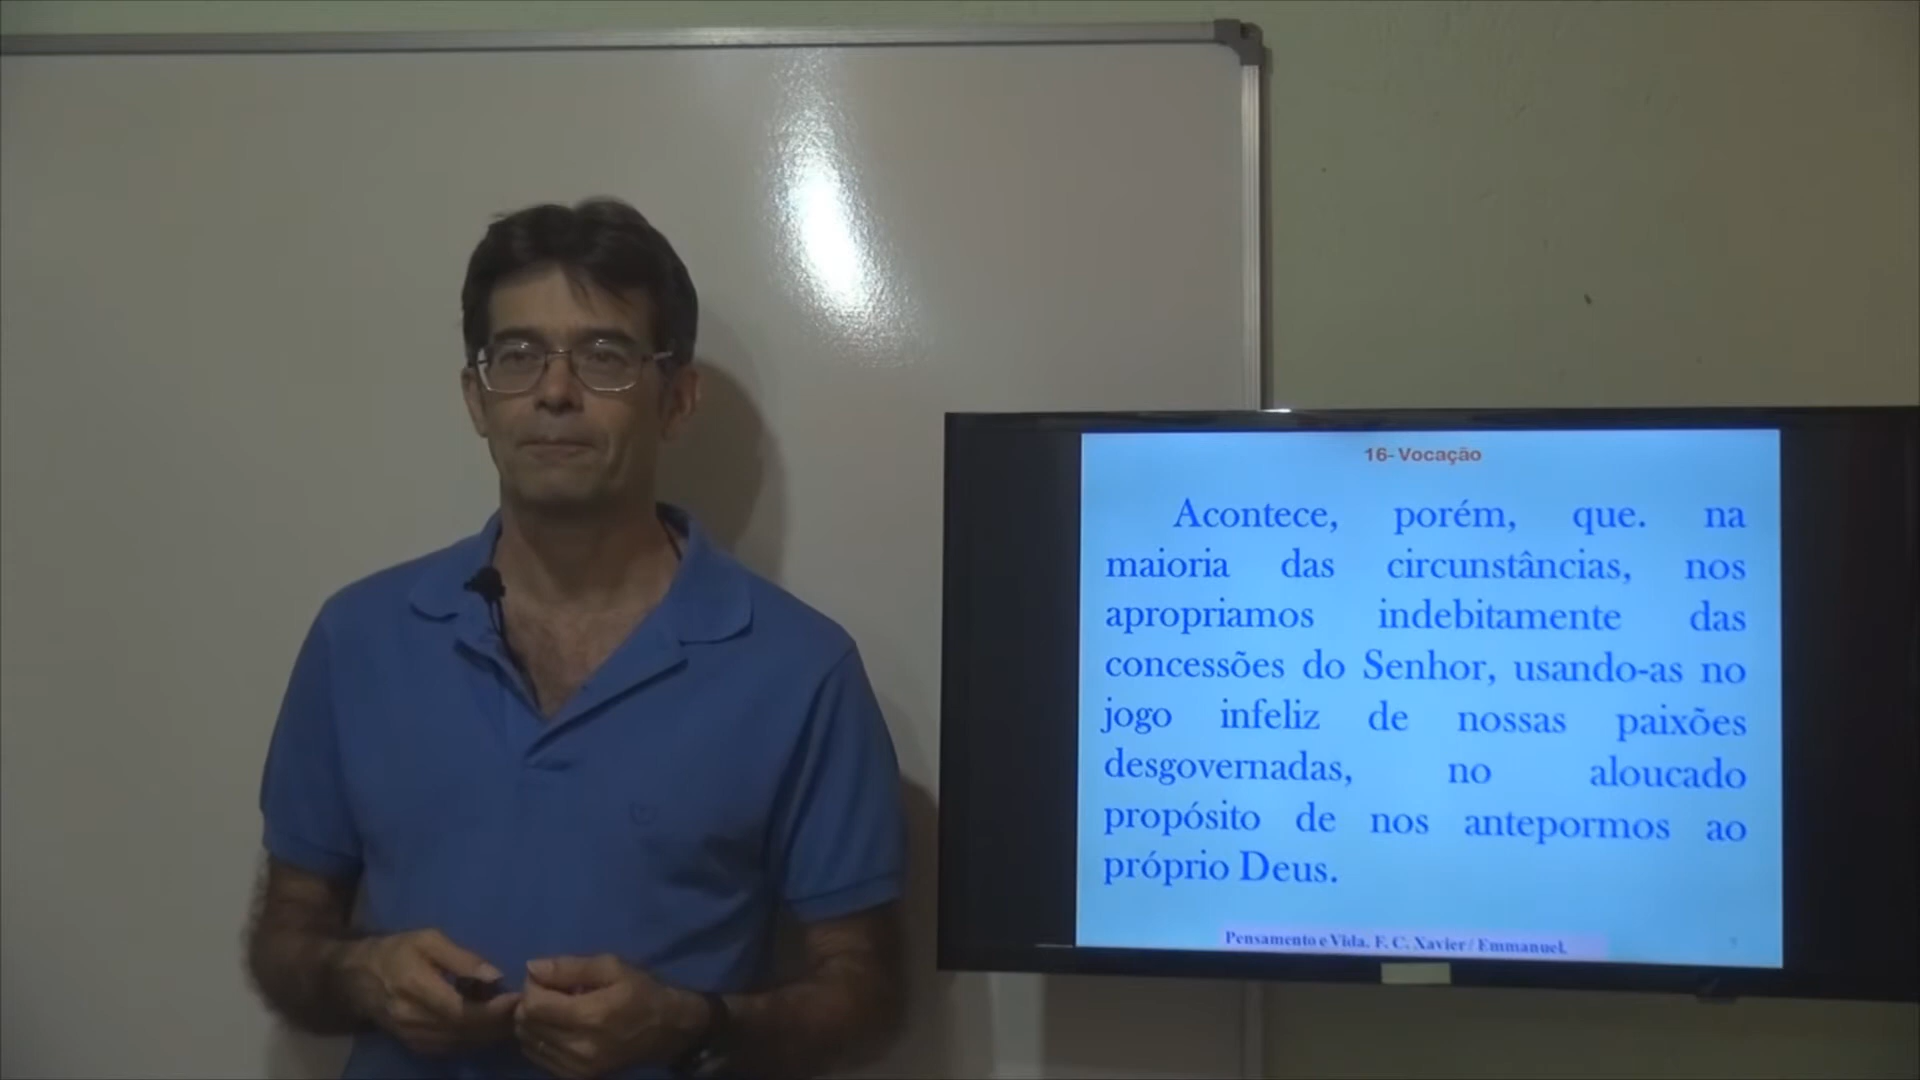 16- Vocação
Acontece, porém, que. na
maioria das circunstâncias, nos
apropriamos indebitamente das
concessões do Senhor, usando-as no
jogo infeliz de nossas paixões
desgovernadas, no aloucado
propósito de nos antepormos ao
próprio Deus.
Pensamento e Vida. F. C. Xavier / Emmanuel.